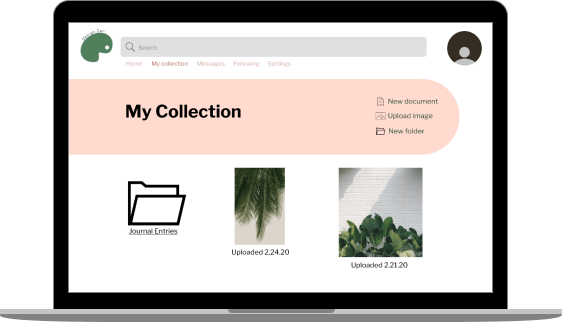 Search
Home My collection Messages Following Settings
My Collection
New document
Upload image
New folder
Journal Entries
Uploaded 2.24.20
Uploaded 2.21.20